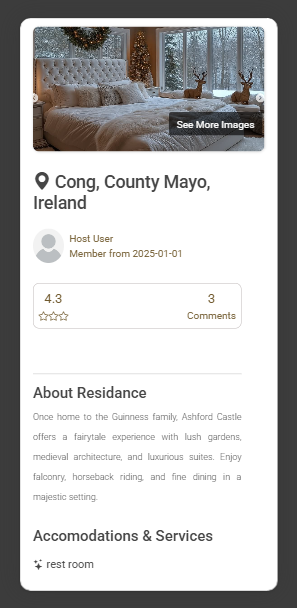 See More Images
Cong, County Mayo,
Ireland
Host User
Member from 2025-01-01
4.3
3
Comments
About Residance
Once home to the Guinness family, Ashford Castle
offers a fairytale experience with lush gardens,
medieval architecture, and luxurious suites. Enjoy
falconry, horseback riding, and fine dining in a
majestic setting.
Accomodations & Services
rest room